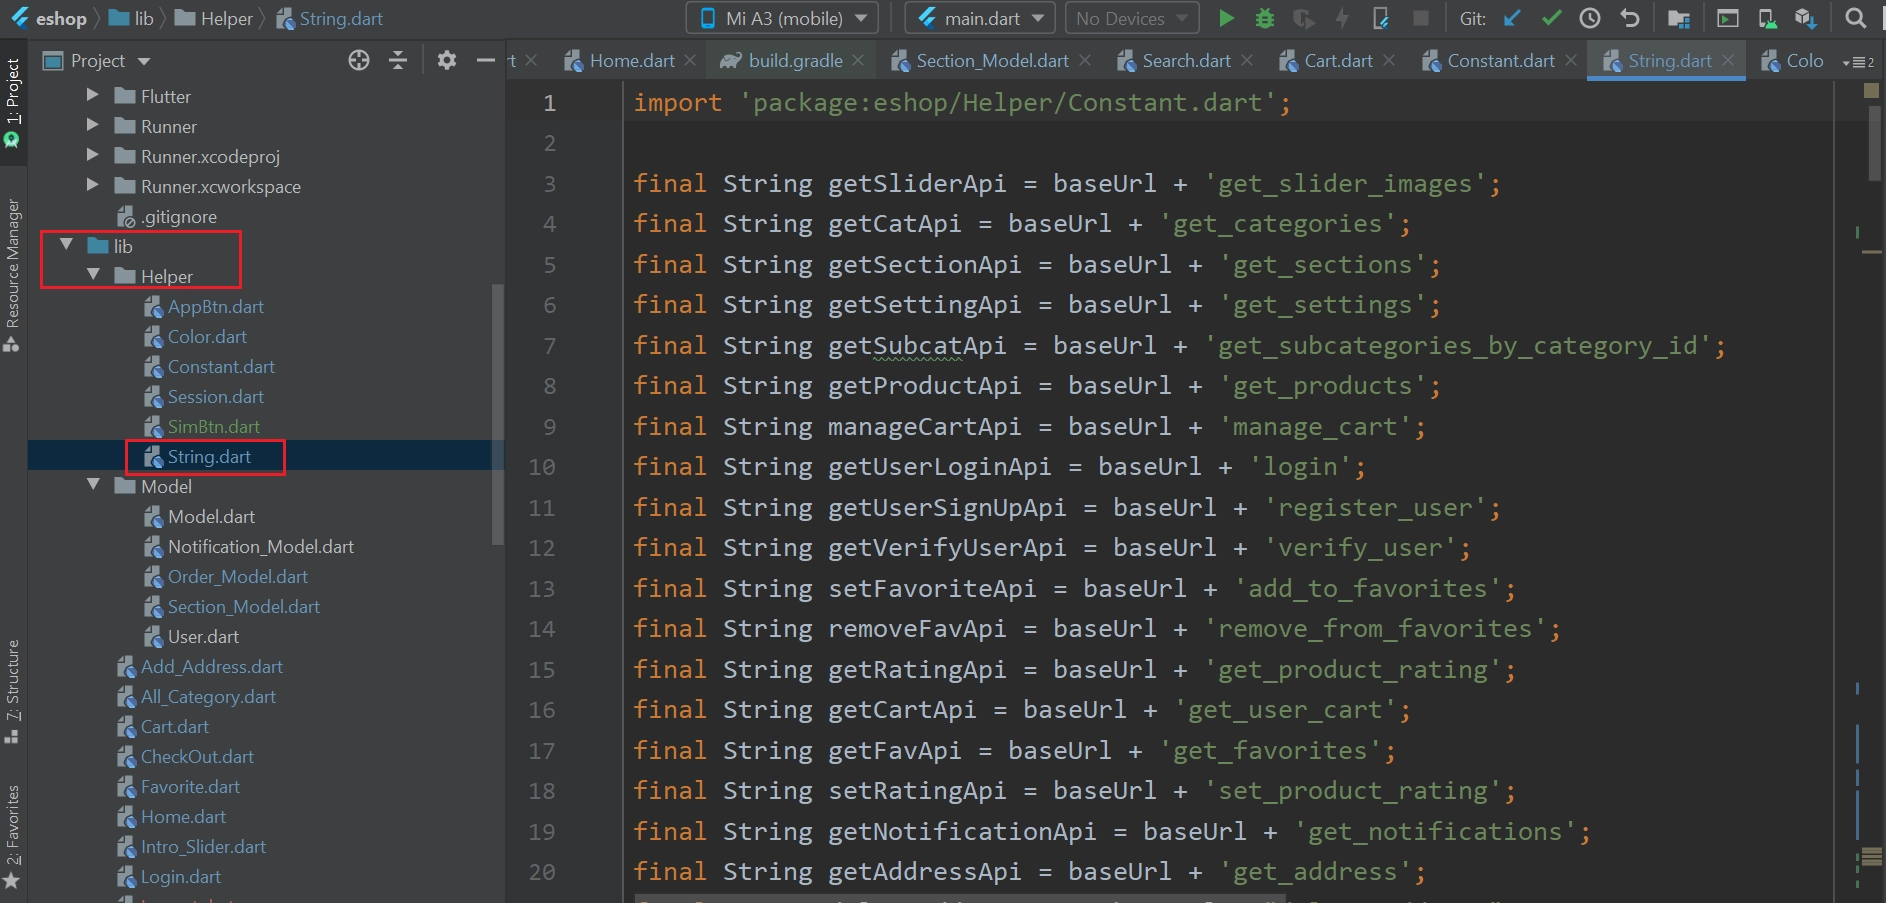 eshop lib Helper String.dart Mi A3 (mobile) main.dart No Devices Git:
Project
rt Home.dart build.gradle Section_Model.dart Search.dart Cart.dart Constant.dart String.dart Colo 2
1: Project
Resource Manager
7: Structure
2: Favorites
Flutter
Runner
Runner.xcodeproj
Runner.xcworkspace
.gitignore
lib
Helper
AppBtn.dart
Color.dart
Constant.dart
Session.dart
SimBtn.dart
String.dart
Model
Model.dart
Notification_Model.dart
Order_Model.dart
Section_Model.dart
User.dart
Add_Address.dart
All_Category.dart
Cart.dart
CheckOut.dart
Favorite.dart
Home.dart
Intro_Slider.dart
Login.dart
1 import 'package:eshop/Helper/Constant.dart';
2
3 final String getSliderApi = baseUrl + 'get_slider_images';
4 final String getCatApi = baseUrl + 'get_categories';
5 final String getSectionApi = baseUrl + 'get_sections';
6 final String getSettingApi = baseUrl + 'get_settings';
7 final String getSubcatApi = baseUrl + 'get_subcategories_by_category_id';
8 final String getProductApi = baseUrl + 'get_products';
9 final String manageCartApi = baseUrl + 'manage_cart';
10 final String getUserLoginApi = baseUrl + 'login';
11 final String getUserSignUpApi = baseUrl + 'register_user';
12 final String getVerifyUserApi = baseUrl + 'verify_user';
13 final String setFavoriteApi = baseUrl + 'add_to_favorites';
14 final String removeFavApi = baseUrl + 'remove_from_favorites';
15 final String getRatingApi = baseUrl + 'get_product_rating';
16 final String getCartApi = baseUrl + 'get_user_cart';
17 final String getFavApi = baseUrl + 'get_favorites';
18 final String setRatingApi = baseUrl + 'set_product_rating';
19 final String getNotificationApi = baseUrl + 'get_notifications';
20 final String getAddressApi = baseUrl + 'get_address';